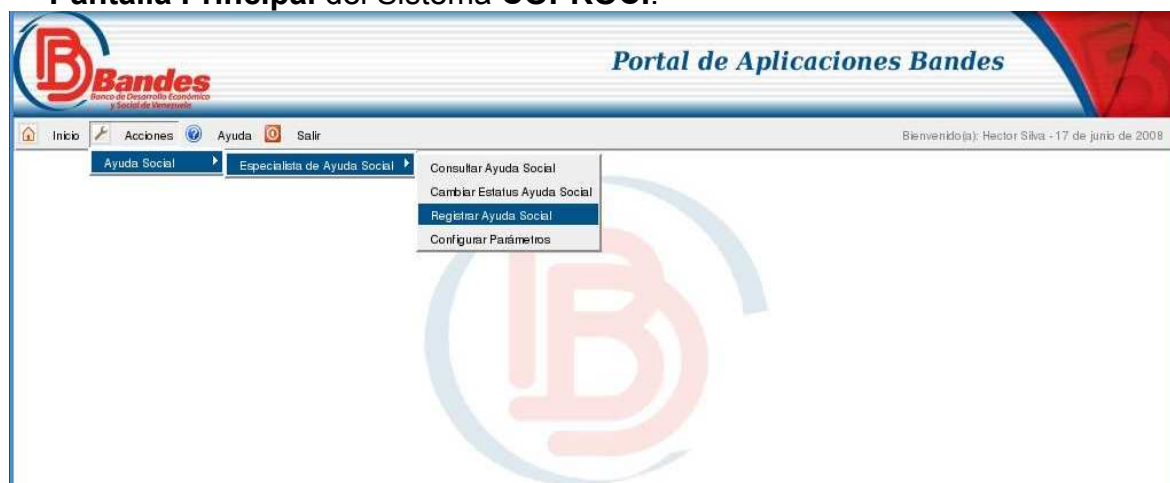 Pantalla Principal del Sistema
Bandes
Banco de Desarrollo Económico
y Social de Venezuela
Portal de Aplicaciones Bandes
Inicio Acciones Ayuda Salir
Bienvenido(a): Hector Silva - 17 de junio de 2008
Ayuda Social
Especialista de Ayuda Social
Consultar Ayuda Social
Cambiar Estatus Ayuda Social
Registrar Ayuda Social
Configurar Parámetros